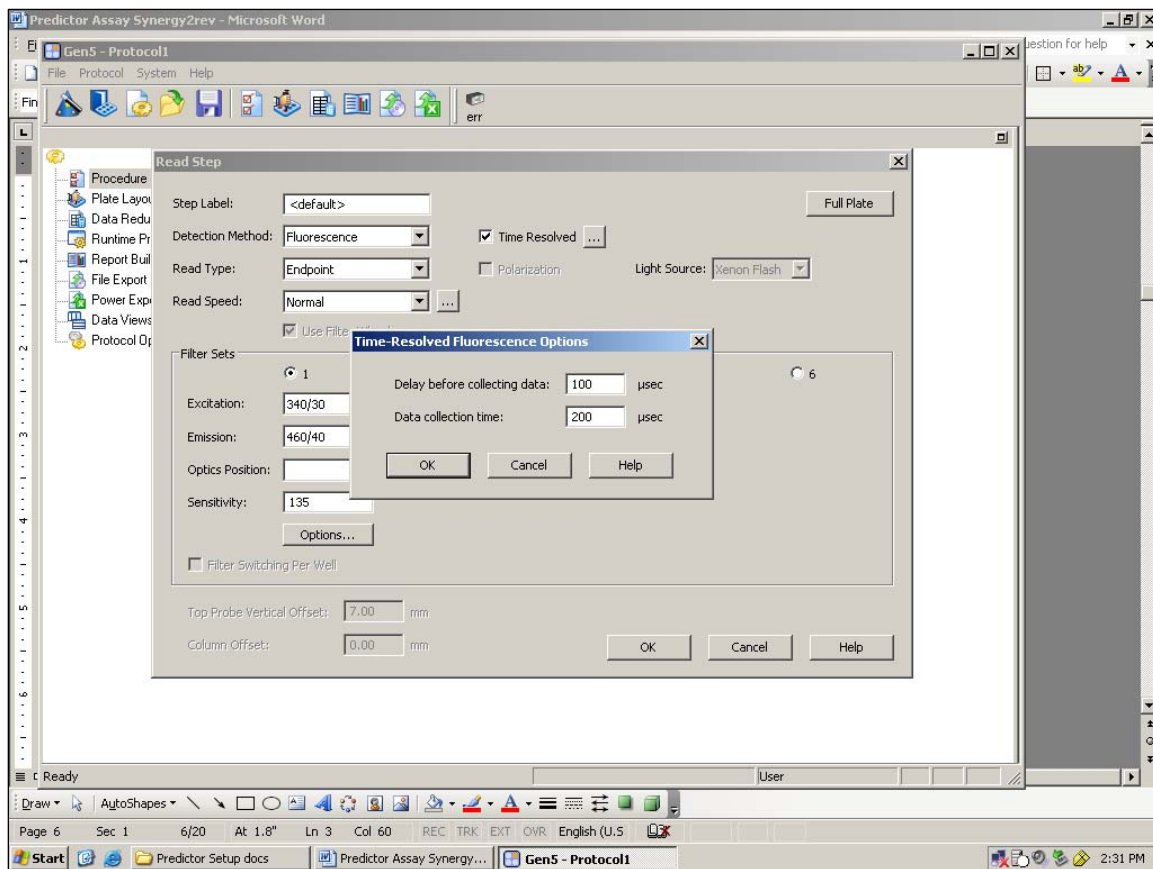 Predictor Assay Synergy2rev - Microsoft Word
Gen5 - Protocol1
uestion for help
File Protocol System Help
Fin
err
Read Step
Procedure
Plate Layou
Data Redu
Runtime Pr
Report Buil
File Export
Power Expo
Data Views
Protocol Op
Step Label: <default> Full Plate
Detection Method: Fluorescence Time Resolved ...
Read Type: Endpoint Polarization Light Source: Xenon Flash
Read Speed: Normal ...
Use Filte
Filter Sets
1 6
Excitation: 340/30
Emission: 460/40
Optics Position:
Sensitivity: 135
Options...
Filter Switching Per Well
Top Probe Vertical Offset: 7.00 mm
Column Offset: 0.00 mm
OK Cancel Help
Time-Resolved Fluorescence Options
Delay before collecting data: 100 µsec
Data collection time: 200 µsec
OK Cancel Help
Ready User
Draw AutoShapes
Page 6 Sec 1 6/20 At 1.8" Ln 3 Col 60 REC TRK EXT OVR English (U.S
Start Predictor Setup docs Predictor Assay Synergy... Gen5 - Protocol1 2:31 PM